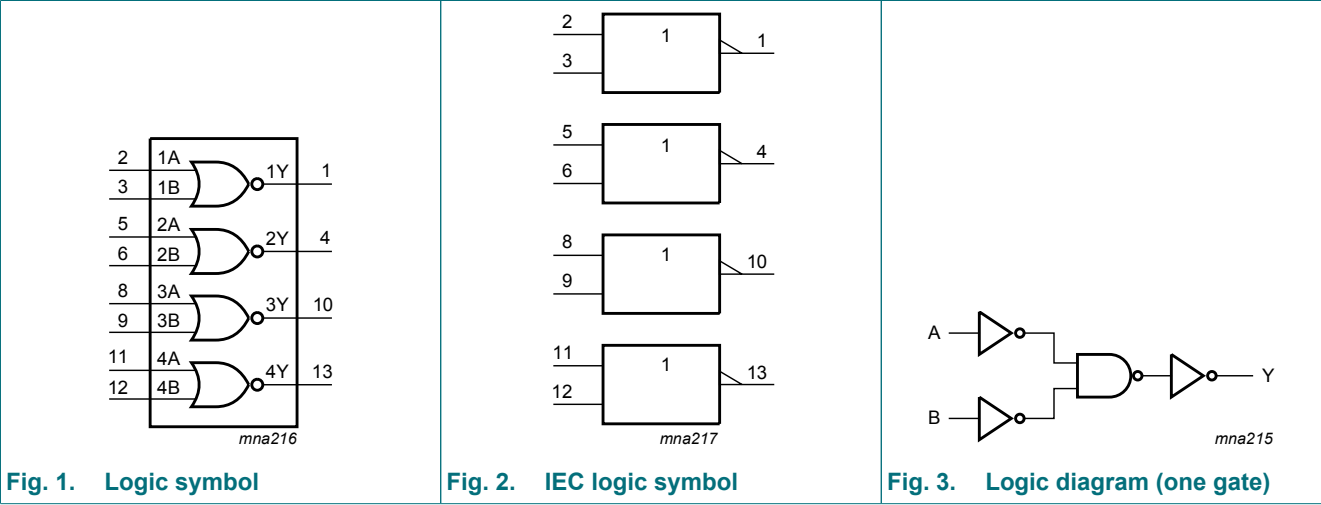 2 1A 1Y 1
3 1B
5 2A 2Y 4
6 2B
8 3A 3Y 10
9 3B
11 4A 4Y 13
12 4B
mna216
Fig. 1. Logic symbol
2 1 1
3
5 1 4
6
8 1 10
9
11 1 13
12
mna217
Fig. 2. IEC logic symbol
A
Y
B
mna215
Fig. 3. Logic diagram (one gate)